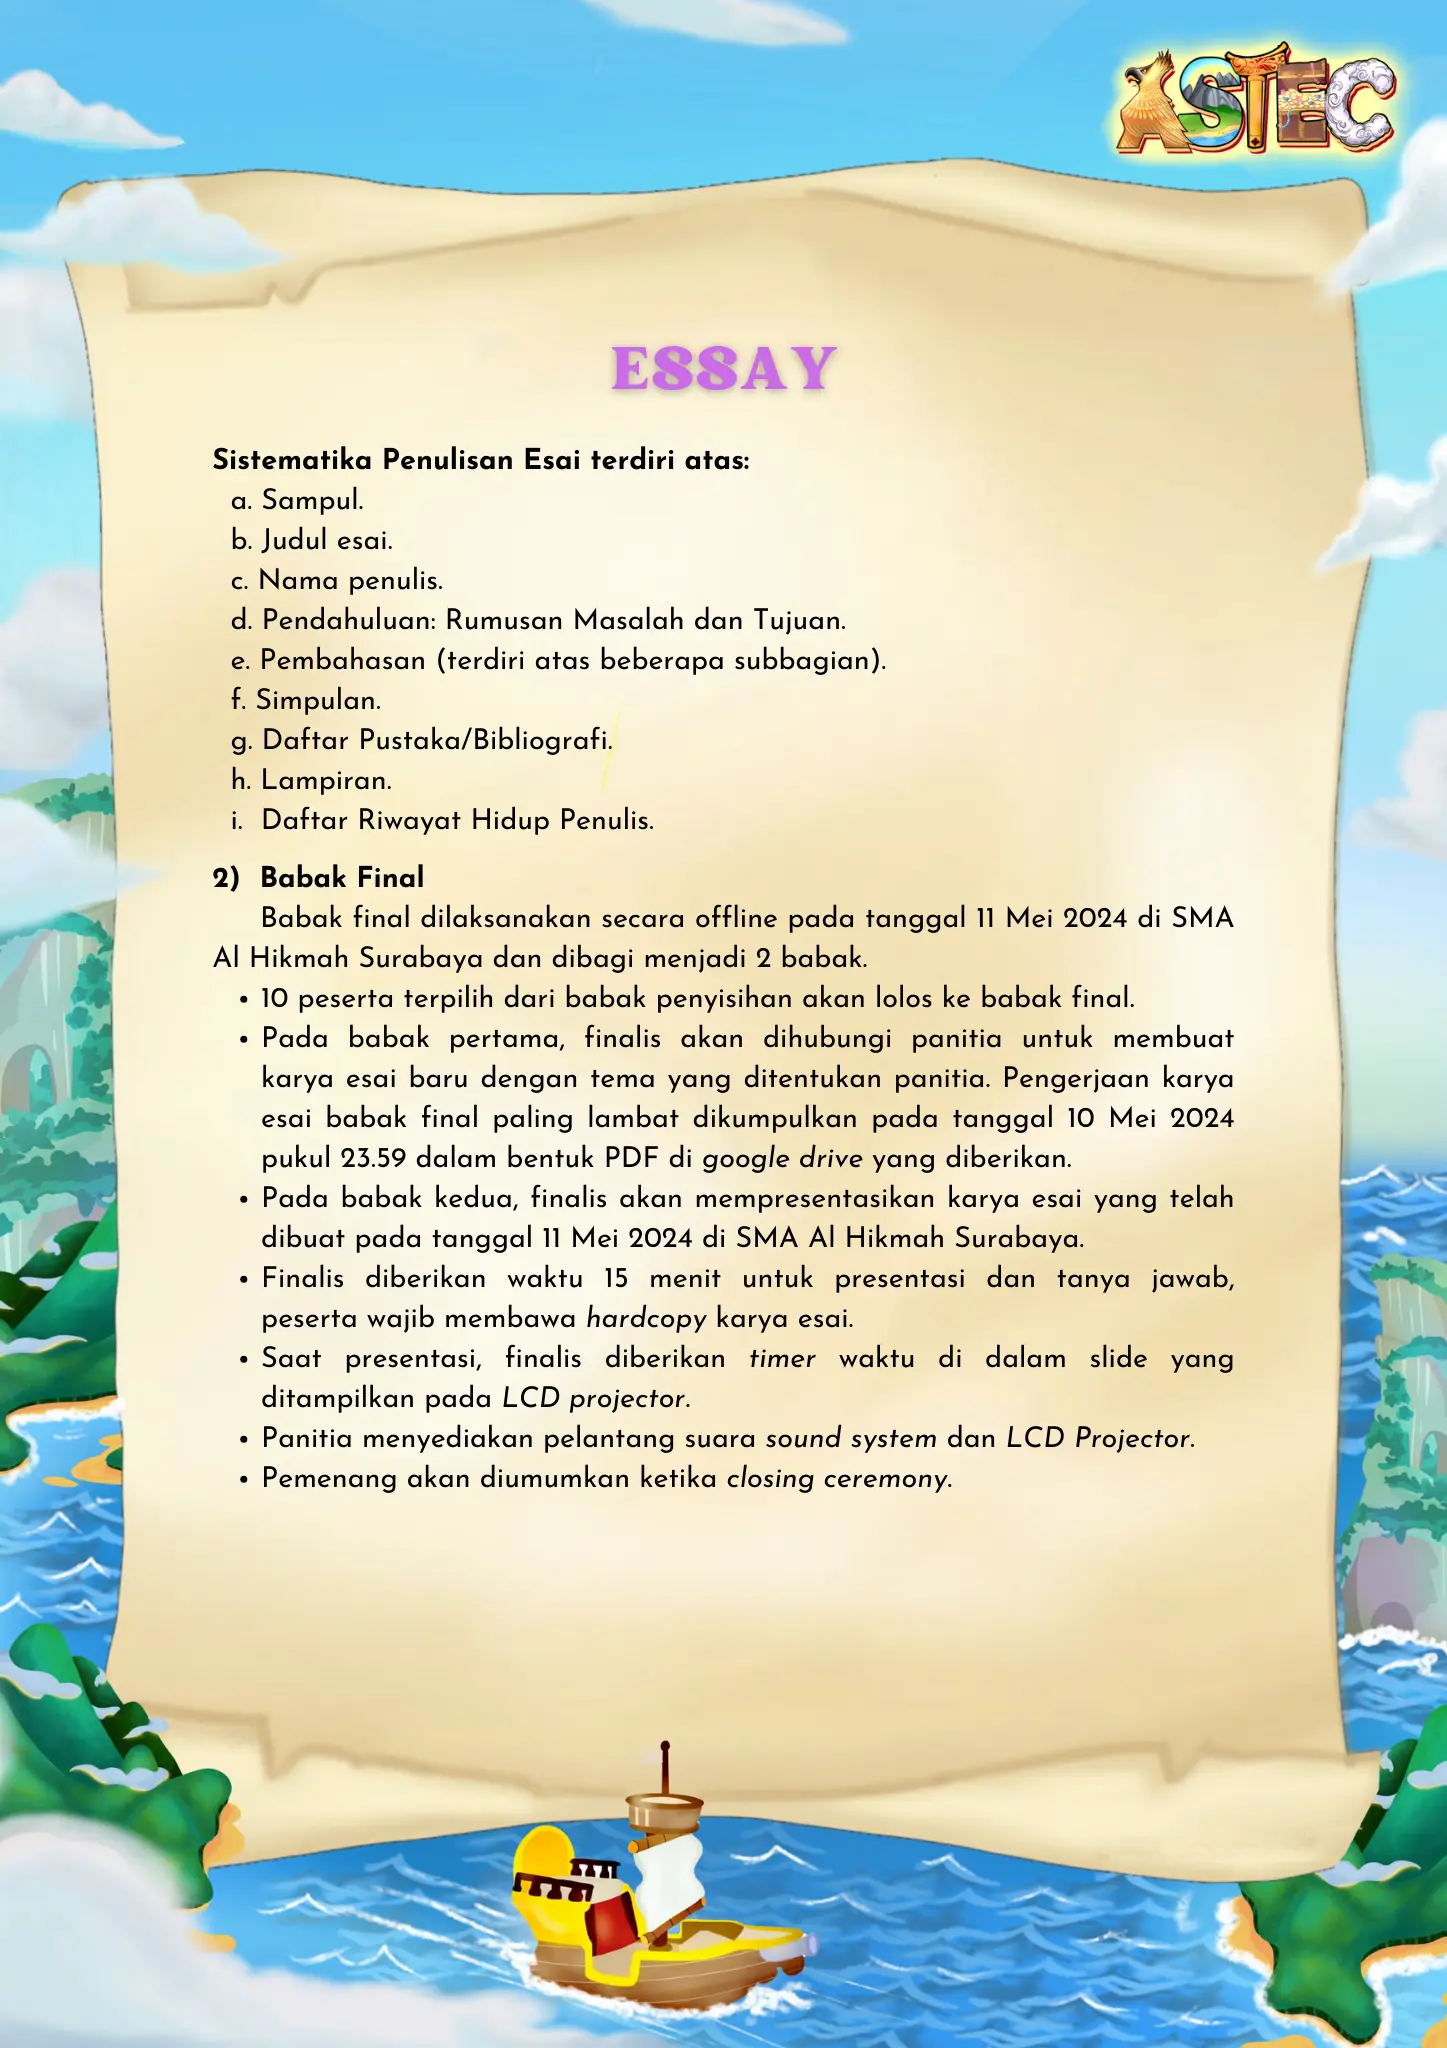 ASTEC
ESSAY
Sistematika Penulisan Esai terdiri atas:
a. Sampul.
b. Judul esai.
c. Nama penulis.
d. Pendahuluan: Rumusan Masalah dan Tujuan.
e. Pembahasan (terdiri atas beberapa subbagian).
f. Simpulan.
g. Daftar Pustaka/Bibliografi.
h. Lampiran.
i. Daftar Riwayat Hidup Penulis.
2) Babak Final
Babak final dilaksanakan secara offline pada tanggal 11 Mei 2024 di SMA
Al Hikmah Surabaya dan dibagi menjadi 2 babak.
• 10 peserta terpilih dari babak penyisihan akan lolos ke babak final.
• Pada babak pertama, finalis akan dihubungi panitia untuk membuat
karya esai baru dengan tema yang ditentukan panitia. Pengerjaan karya
esai babak final paling lambat dikumpulkan pada tanggal 10 Mei 2024
pukul 23.59 dalam bentuk PDF di google drive yang diberikan.
• Pada babak kedua, finalis akan mempresentasikan karya esai yang telah
dibuat pada tanggal 11 Mei 2024 di SMA Al Hikmah Surabaya.
• Finalis diberikan waktu 15 menit untuk presentasi dan tanya jawab,
peserta wajib membawa hardcopy karya esai.
• Saat presentasi, finalis diberikan timer waktu di dalam slide yang
ditampilkan pada LCD projector.
• Panitia menyediakan pelantang suara sound system dan LCD Projector.
• Pemenang akan diumumkan ketika closing ceremony.